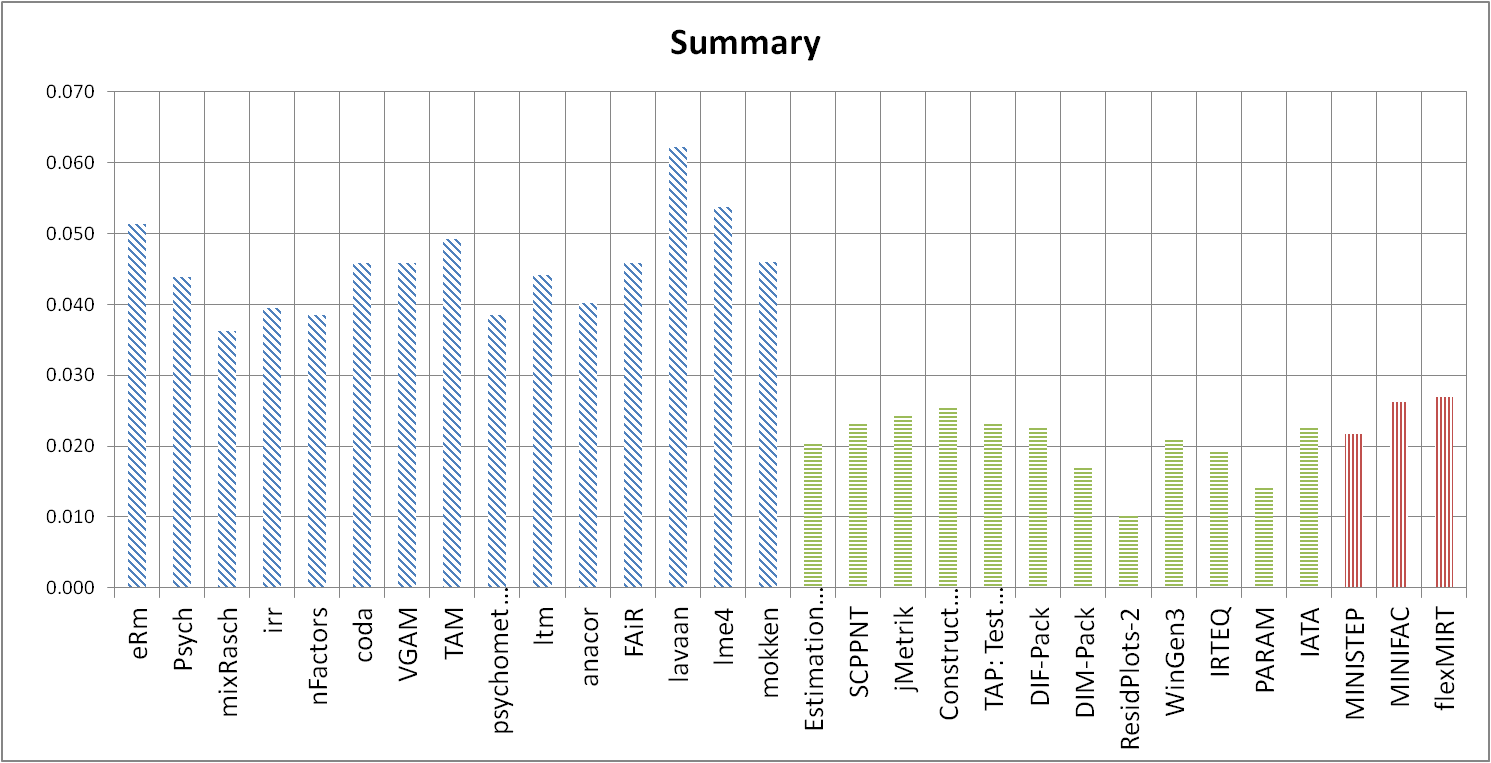 Summary
0.070
0.060
0.050
0.040
0.030
0.020
0.010
0.000
eRm
Psych
mixRasch
irr
nFactors
coda
VGAM
TAM
psychomet...
ltm
anacor
FAiR
lavaan
lme4
mokken
Estimation...
SCPPNT
jMetrik
Construct...
TAP: Test...
DIF-Pack
DIM-Pack
ResidPlots-2
WinGen3
IRTEQ
PARAM
IATA
MINISTEP
MINIFAC
flexMIRT